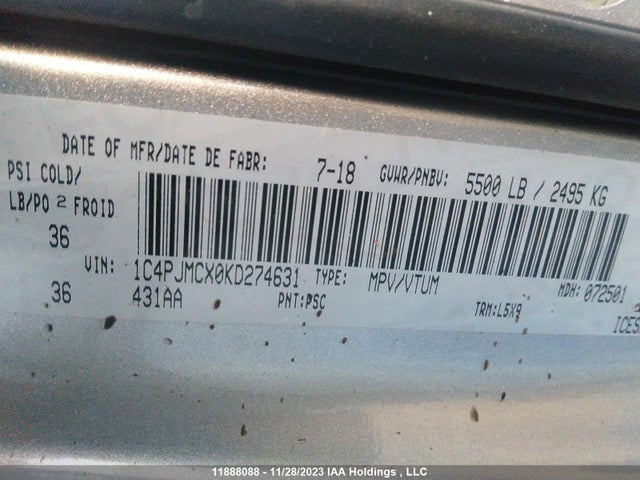 DATE OF MFR/DATE DE FABR: 7-18 GVWR/PNBV: 5500 LB / 2495 KG
PSI COLD/
LB/PO 2 FROID
36
VIN: 1C4PJMCX0KD274631 TYPE: MPV/VTUM MDH: 072501
36 431AA PNT:PSC TRM:L5X9
11888088 - 11/28/2023 IAA Holdings , LLC